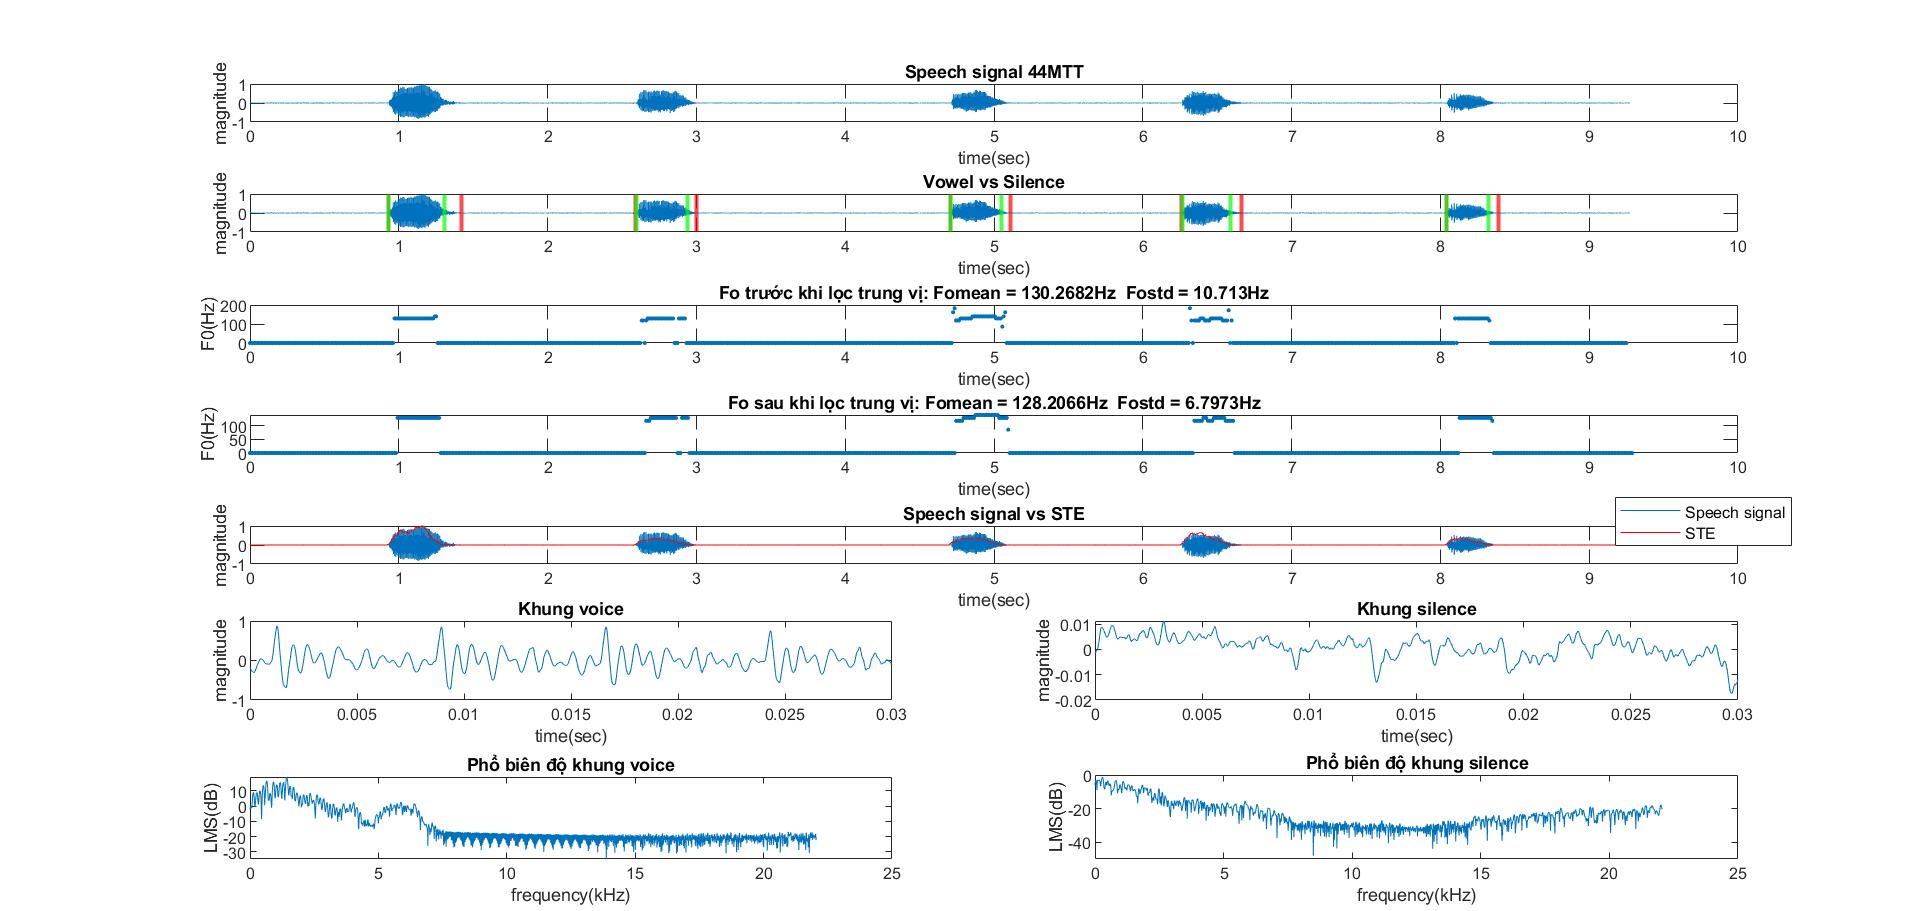 Speech signal 44MTT
magnitude
1
0
-1
0 1 2 3 4 5 6 7 8 9 10
time(sec)
Vowel vs Silence
magnitude
1
0
-1
0 1 2 3 4 5 6 7 8 9 10
time(sec)
Fo trước khi lọc trung vị: Fomean = 130.2682Hz Fostd = 10.713Hz
F0(Hz)
200
100
0
0 1 2 3 4 5 6 7 8 9 10
time(sec)
Fo sau khi lọc trung vị: Fomean = 128.2066Hz Fostd = 6.7973Hz
F0(Hz)
100
50
0
0 1 2 3 4 5 6 7 8 9 10
time(sec)
Speech signal vs STE
magnitude
1
0
-1
0 1 2 3 4 5 6 7 8 9 10
time(sec)
Speech signal
STE
Khung voice
magnitude
1
0
-1
0 0.005 0.01 0.015 0.02 0.025 0.03
time(sec)
Khung silence
magnitude
0.01
0
-0.01
-0.02
0 0.005 0.01 0.015 0.02 0.025 0.03
time(sec)
Phổ biên độ khung voice
LMS(dB)
10
0
-10
-20
-30
0 5 10 15 20 25
frequency(kHz)
Phổ biên độ khung silence
LMS(dB)
0
-20
-40
0 5 10 15 20 25
frequency(kHz)